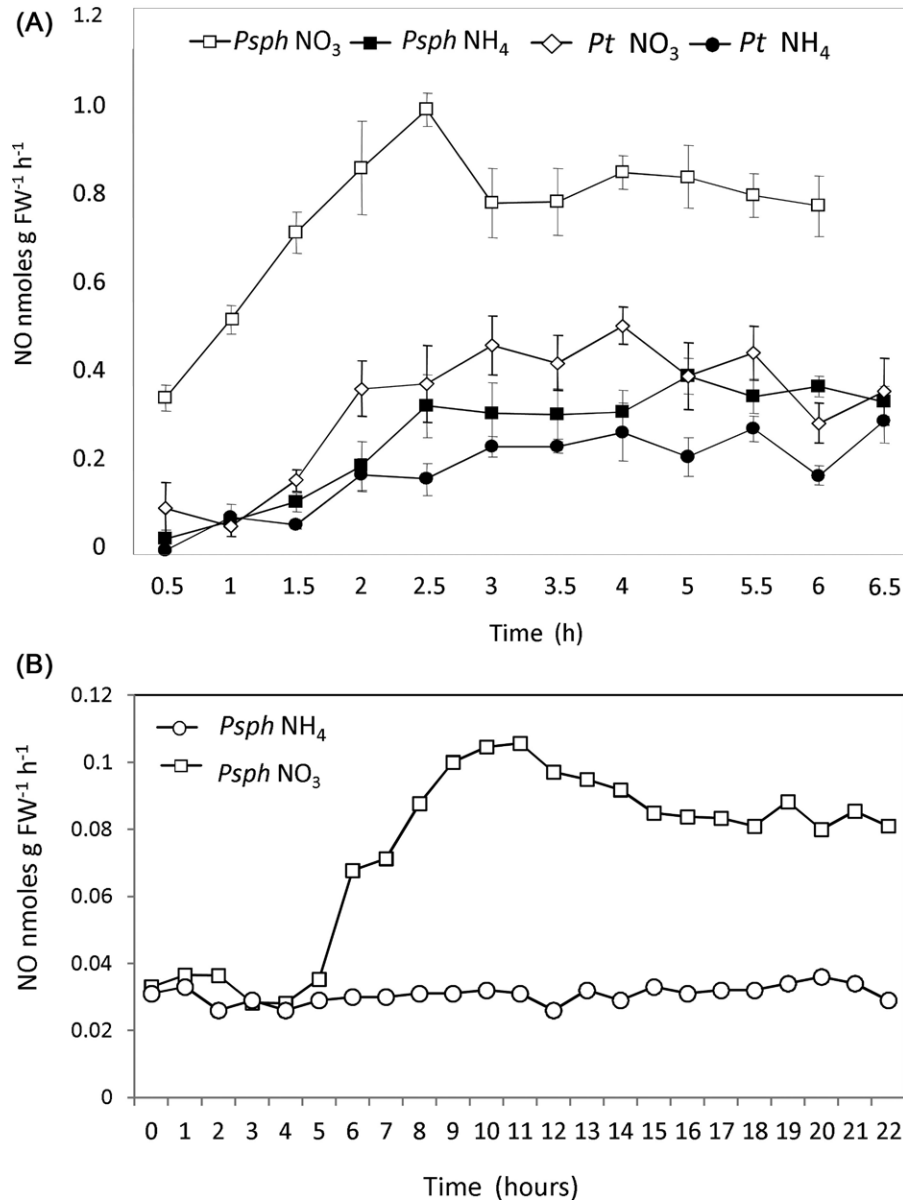 (A)
1.2
Psph NO₃ Psph NH₄ Pt NO₃ Pt NH₄
1.0
0.8
0.6
0.4
0.2
0
NO nmoles g FW⁻¹ h⁻¹
0.5 1 1.5 2 2.5 3 3.5 4 5 5.5 6 6.5
Time (h)
(B)
0.12
Psph NH₄
Psph NO₃
0.1
0.08
0.06
0.04
0.02
0
NO nmoles g FW⁻¹ h⁻¹
0 1 2 3 4 5 6 7 8 9 10 11 12 13 14 15 16 17 18 19 20 21 22
Time (hours)